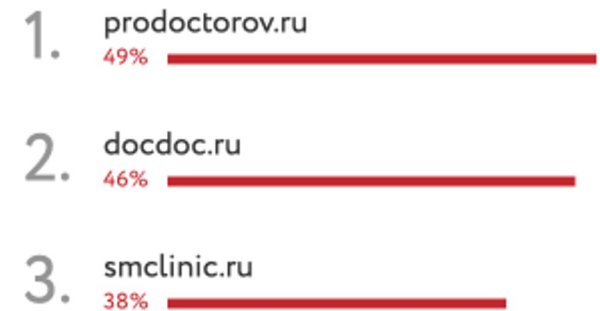 1.
prodoctorov.ru
49%
2.
docdoc.ru
46%
3.
smclinic.ru
38%